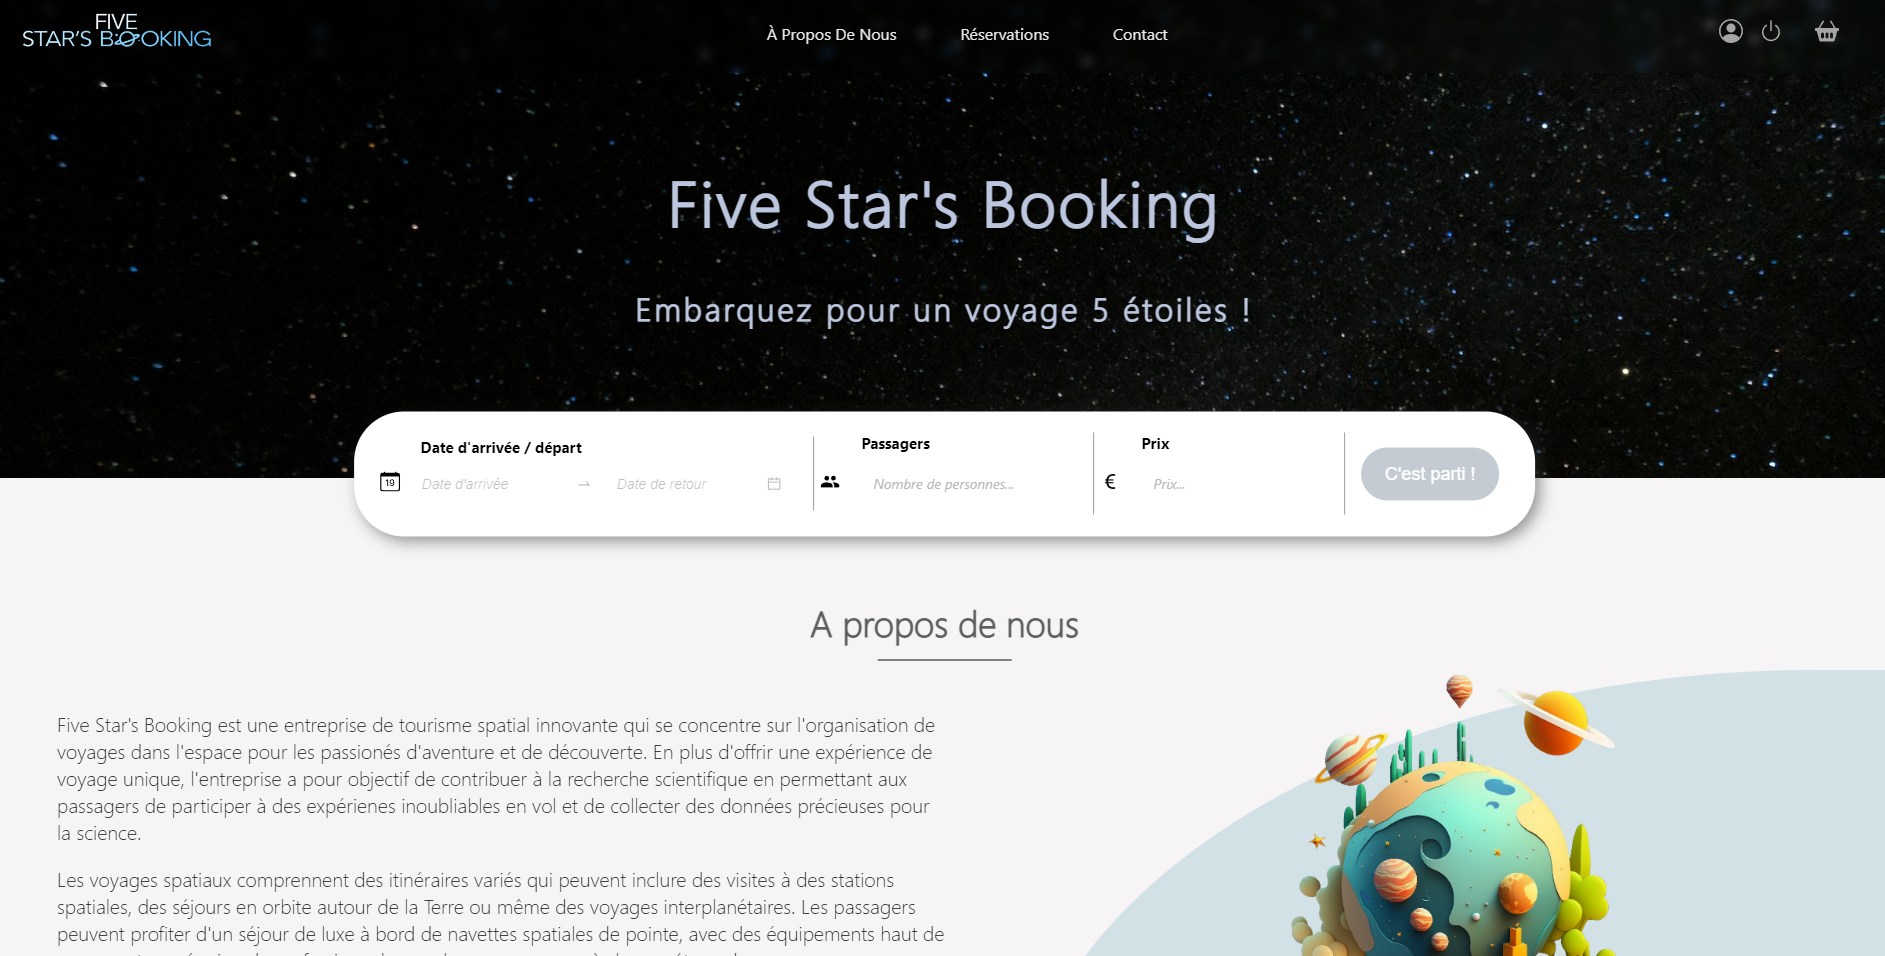 FIVE
STAR'S BOOKING
À Propos De Nous
Réservations
Contact
Five Star's Booking
Embarquez pour un voyage 5 étoiles !
Date d'arrivée / départ
19
Date d'arrivée
Date de retour
Passagers
Nombre de personnes...
Prix
€
Prix...
C'est parti !
A propos de nous
Five Star's Booking est une entreprise de tourisme spatial innovante qui se concentre sur l'organisation de
voyages dans l'espace pour les passionés d'aventure et de découverte. En plus d'offrir une expérience de
voyage unique, l'entreprise a pour objectif de contribuer à la recherche scientifique en permettant aux
passagers de participer à des expérienes inoubliables en vol et de collecter des données précieuses pour
la science.
Les voyages spatiaux comprennent des itinéraires variés qui peuvent inclure des visites à des stations
spatiales, des séjours en orbite autour de la Terre ou même des voyages interplanétaires. Les passagers
peuvent profiter d'un séjour de luxe à bord de navettes spatiales de pointe, avec des équipements haut de